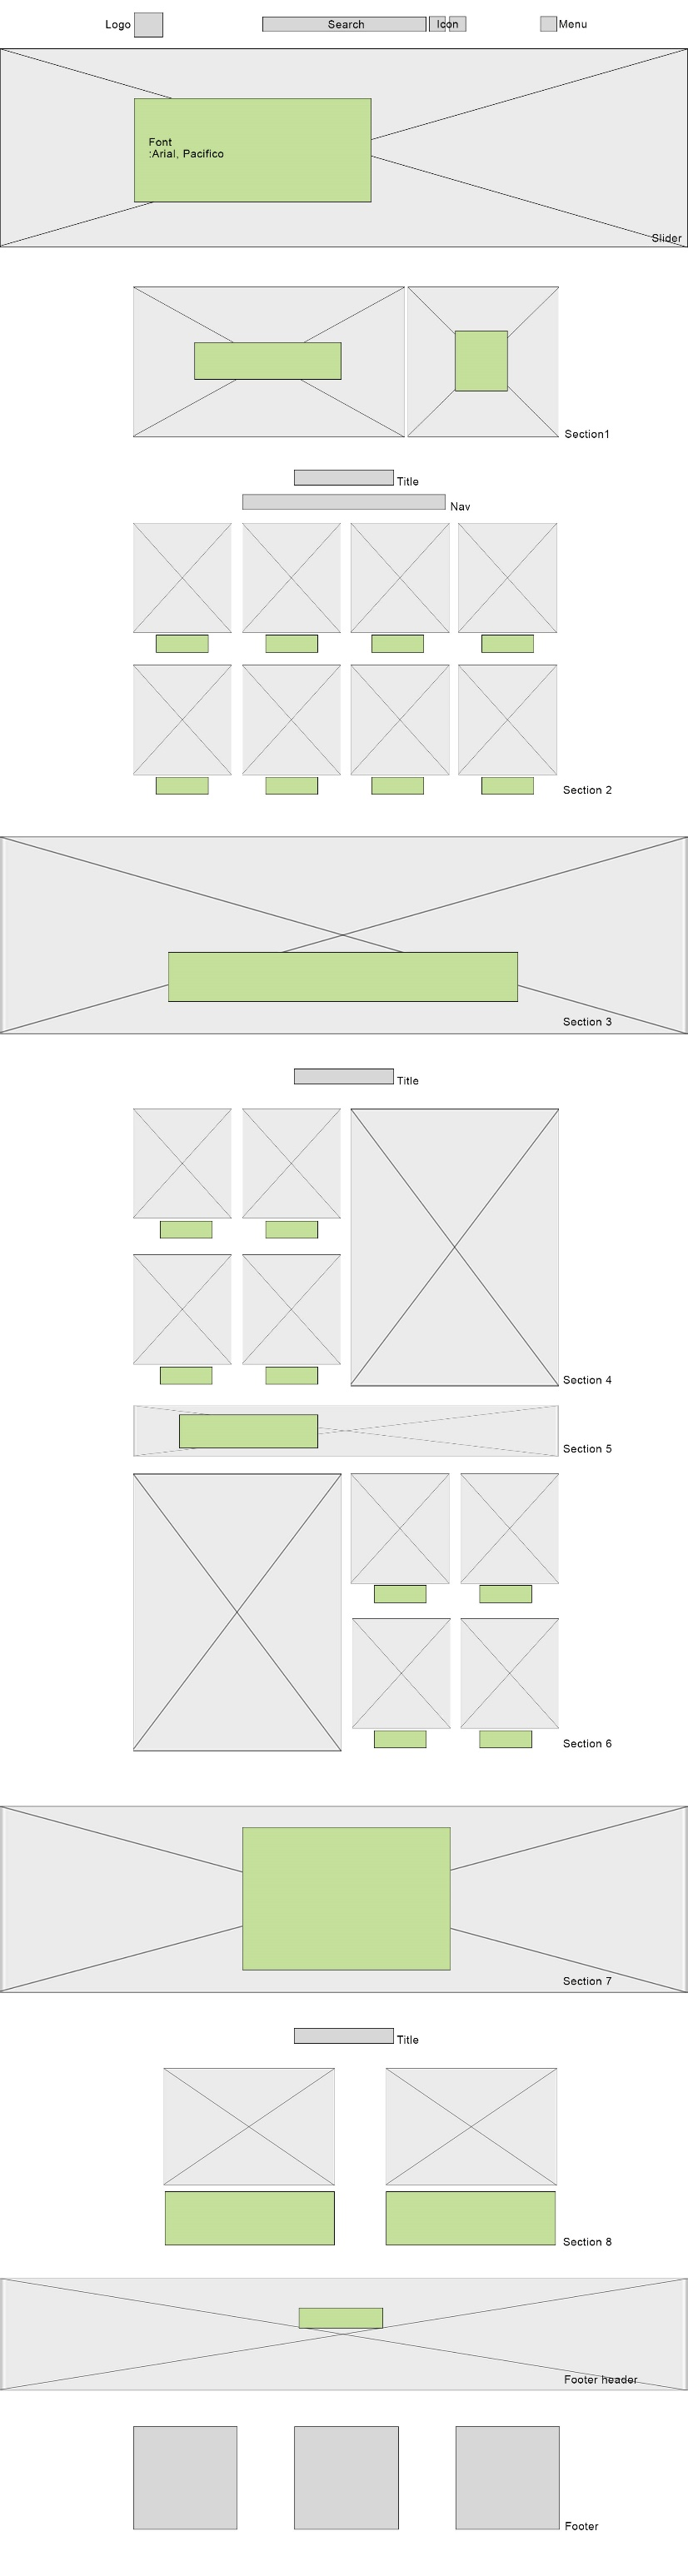 Logo
Search
Icon
Menu
Font
:Arial, Pacifico
Slider
Section1
Title
Nav
Section 2
Section 3
Title
Section 4
Section 5
Section 6
Section 7
Title
Section 8
Footer header
Footer